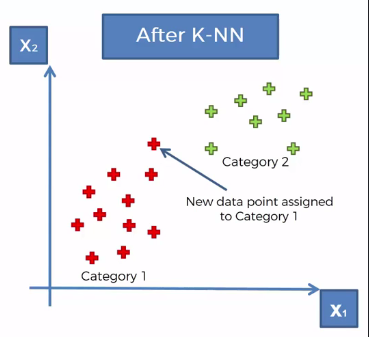 After K-NN
X2
Category 2
New data point assigned
to Category 1
Category 1
X1